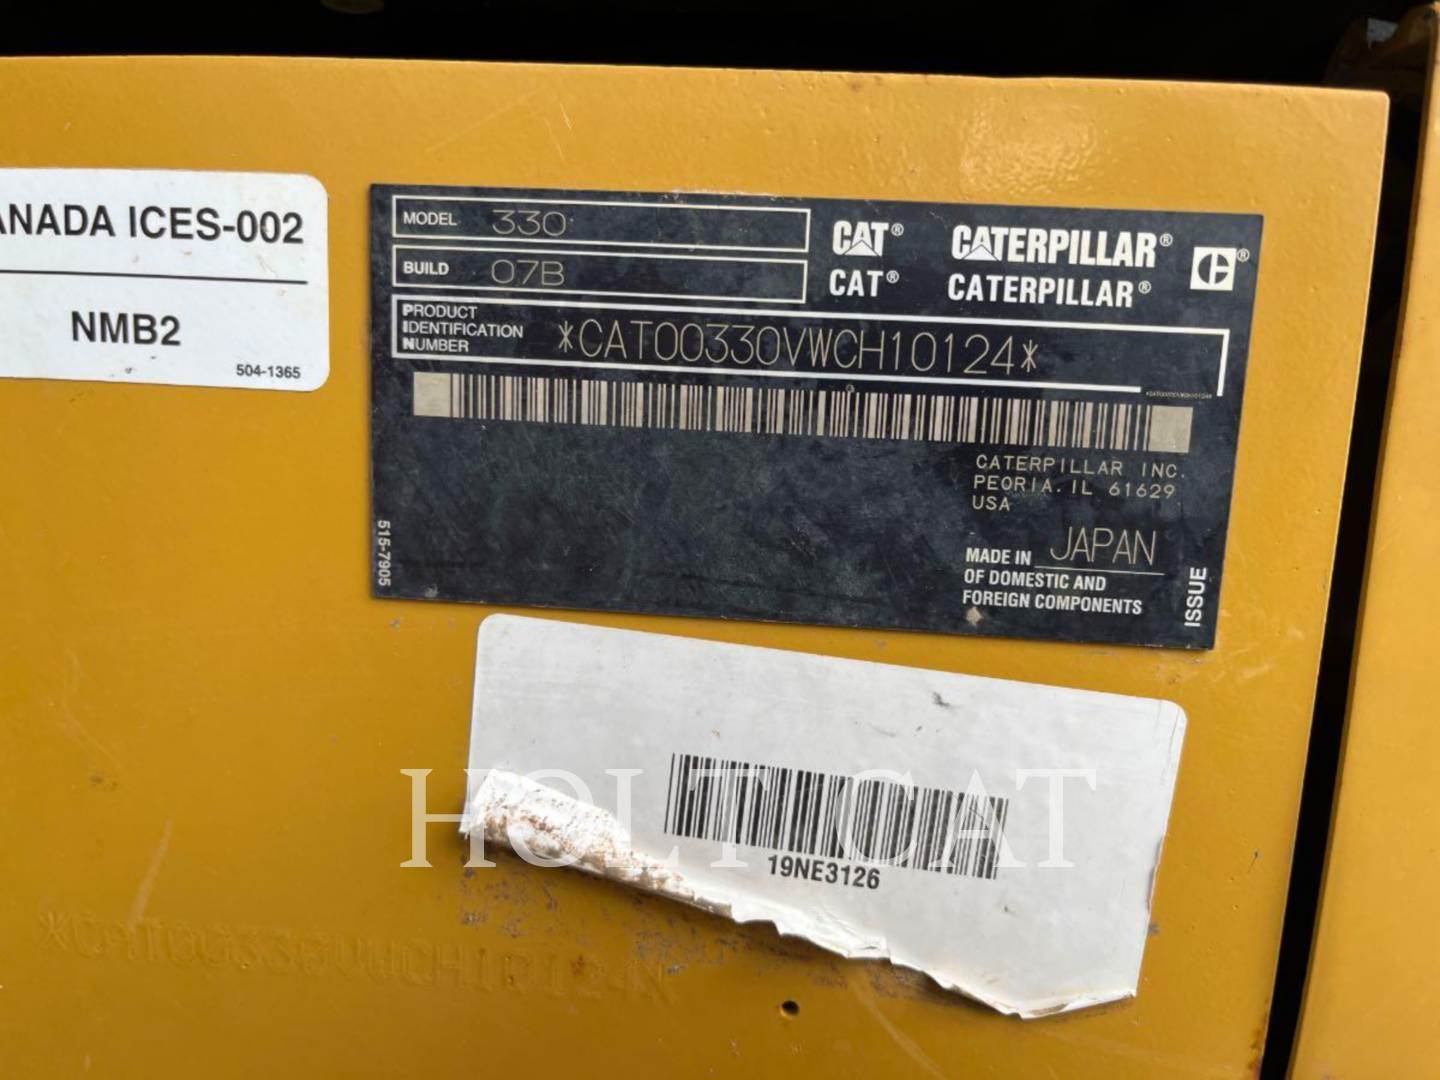 ANADA ICES-002
NMB2
504-1365
MODEL 330
BUILD 07B
PRODUCT
IDENTIFICATION
NUMBER
*CAT00330VWCH10124*
CAT® CATERPILLAR®
CAT® CATERPILLAR®
CATERPILLAR INC.
PEORIA. IL 61629
USA
MADE IN JAPAN
OF DOMESTIC AND
FOREIGN COMPONENTS
515-7905
ISSUE
19NE3126
HOLT CAT
*CAT00330VWCH10124*